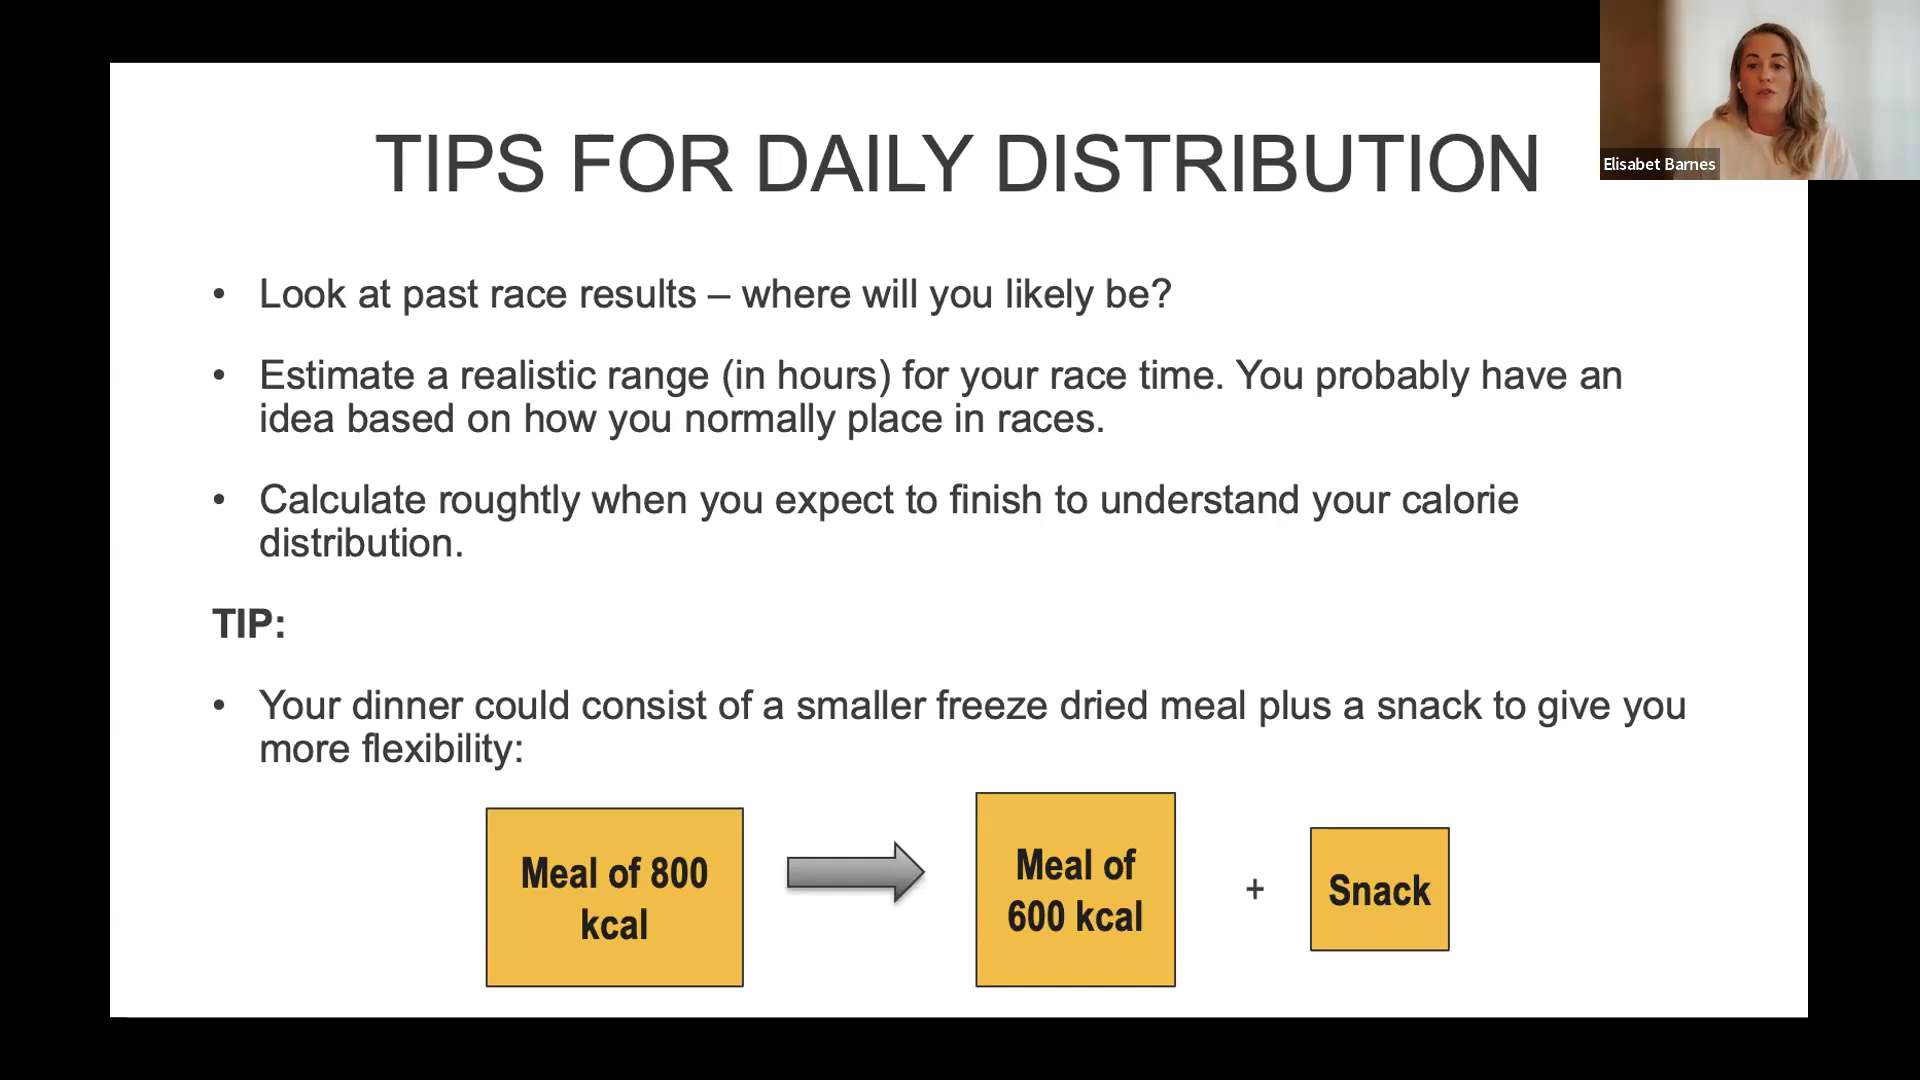 TIPS FOR DAILY DISTRIBUTION
Elisabet Barnes
• Look at past race results – where will you likely be?
• Estimate a realistic range (in hours) for your race time. You probably have an
idea based on how you normally place in races.
• Calculate roughtly when you expect to finish to understand your calorie
distribution.
TIP:
• Your dinner could consist of a smaller freeze dried meal plus a snack to give you
more flexibility:
Meal of 800
kcal
Meal of
600 kcal
+
Snack